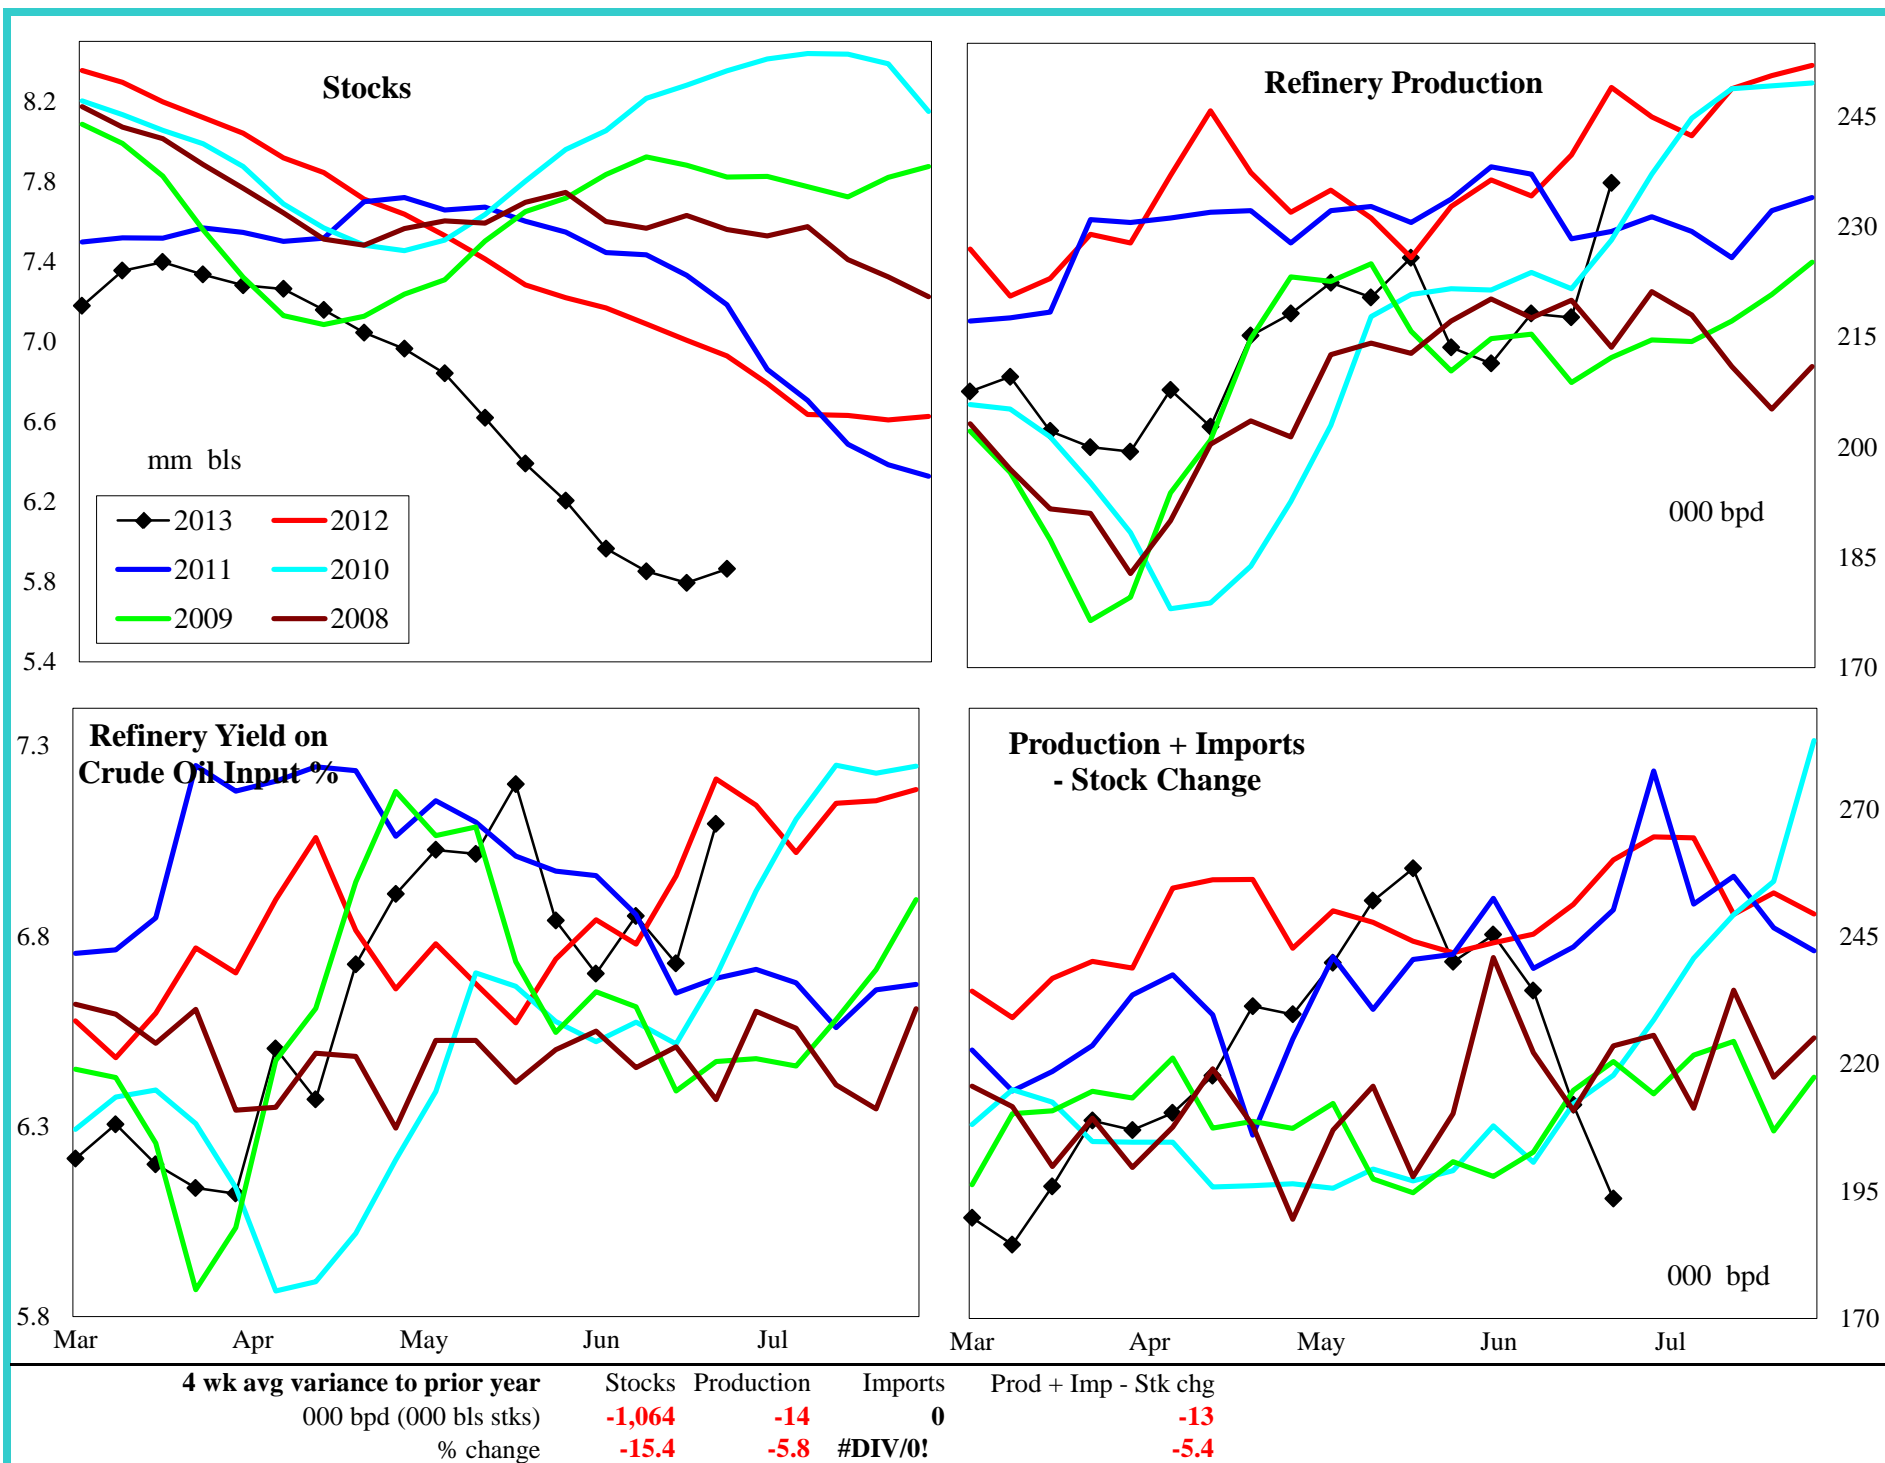 Stocks
8.2
7.8
7.4
7.0
6.6
6.2
5.8
5.4
mm bls
2013 2012
2011 2010
2009 2008
Refinery Production
245
230
215
200
185
170
000 bpd
Refinery Yield on
Crude Oil Input %
7.3
6.8
6.3
5.8
Mar Apr May Jun Jul
Production + Imports
- Stock Change
270
245
220
195
170
000 bpd
Mar Apr May Jun Jul
4 wk avg variance to prior year Stocks Production Imports Prod + Imp - Stk chg
000 bpd (000 bls stks) -1,064 -14 0 -13
% change -15.4 -5.8 #DIV/0! -5.4